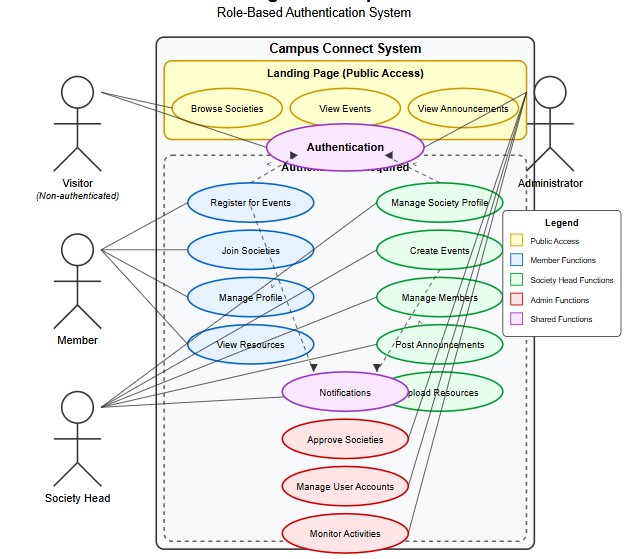 Role-Based Authentication System
Campus Connect System
Landing Page (Public Access)
Browse Societies
View Events
View Announcements
Authentication
Visitor
(Non-authenticated)
Administrator
Register for Events
Manage Society Profile
Join Societies
Create Events
Manage Profile
Manage Members
View Resources
Post Announcements
Notifications
Resources
Approve Societies
Manage User Accounts
Monitor Activities
Member
Society Head
Legend
Public Access
Member Functions
Society Head Functions
Admin Functions
Shared Functions